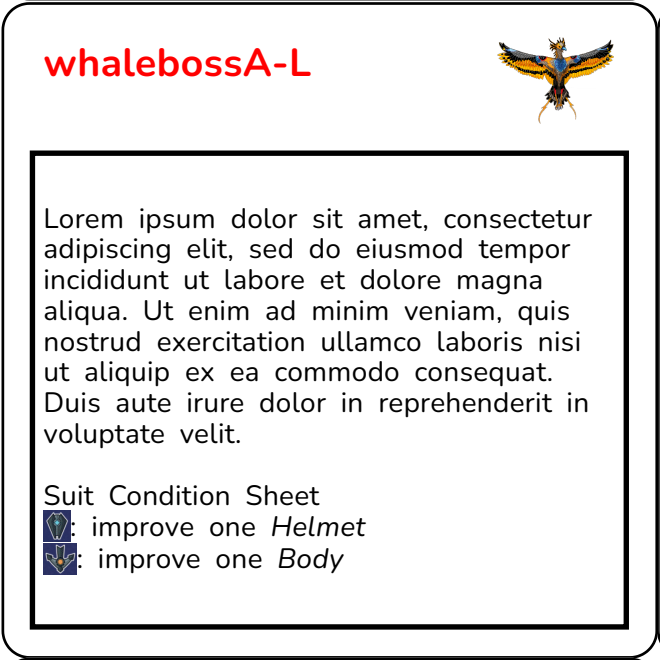 whalebossA-L
Lorem ipsum dolor sit amet, consectetur
adipiscing elit, sed do eiusmod tempor
incididunt ut labore et dolore magna
aliqua. Ut enim ad minim veniam, quis
nostrud exercitation ullamco laboris nisi
ut aliquip ex ea commodo consequat.
Duis aute irure dolor in reprehenderit in
voluptate velit.
Suit Condition Sheet
: improve one Helmet
: improve one Body